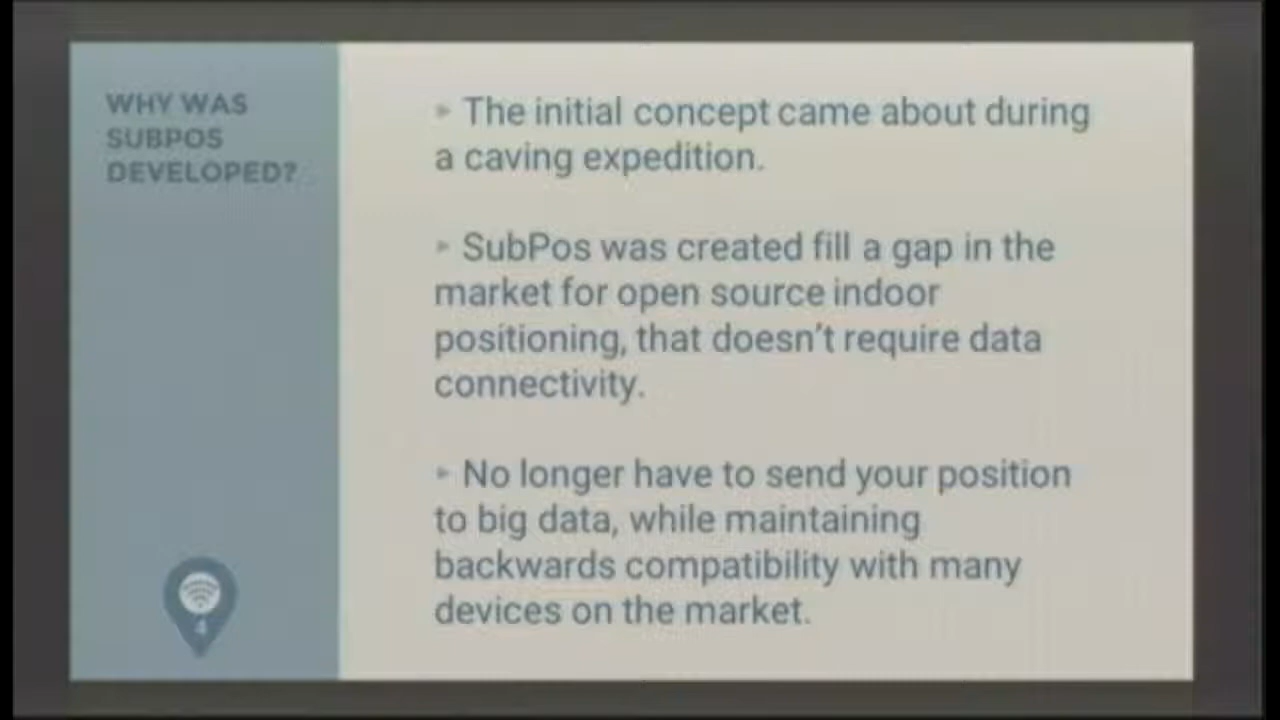 WHY WAS
SUBPOS
DEVELOPED?
▸ The initial concept came about during
a caving expedition.
▸ SubPos was created fill a gap in the
market for open source indoor
positioning, that doesn't require data
connectivity.
▸ No longer have to send your position
to big data, while maintaining
backwards compatibility with many
devices on the market.
4